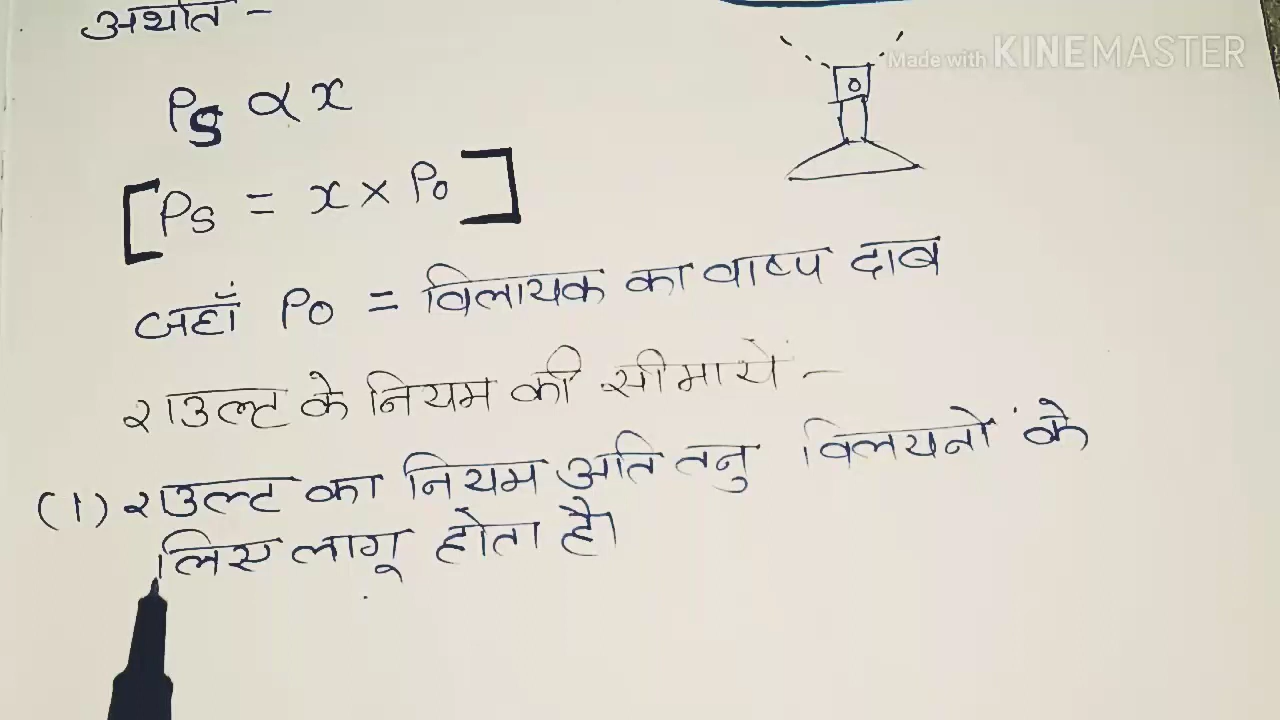 अर्थात -
Made with KINEMASTER
Ps ∝ x
[Ps = x × Po]
जहाँ Po = विलायक का वाष्प दाब
राउल्ट के नियम की सीमायें -
(1) राउल्ट का नियम अति तनु विलयनों के
लिए लागू होता है।